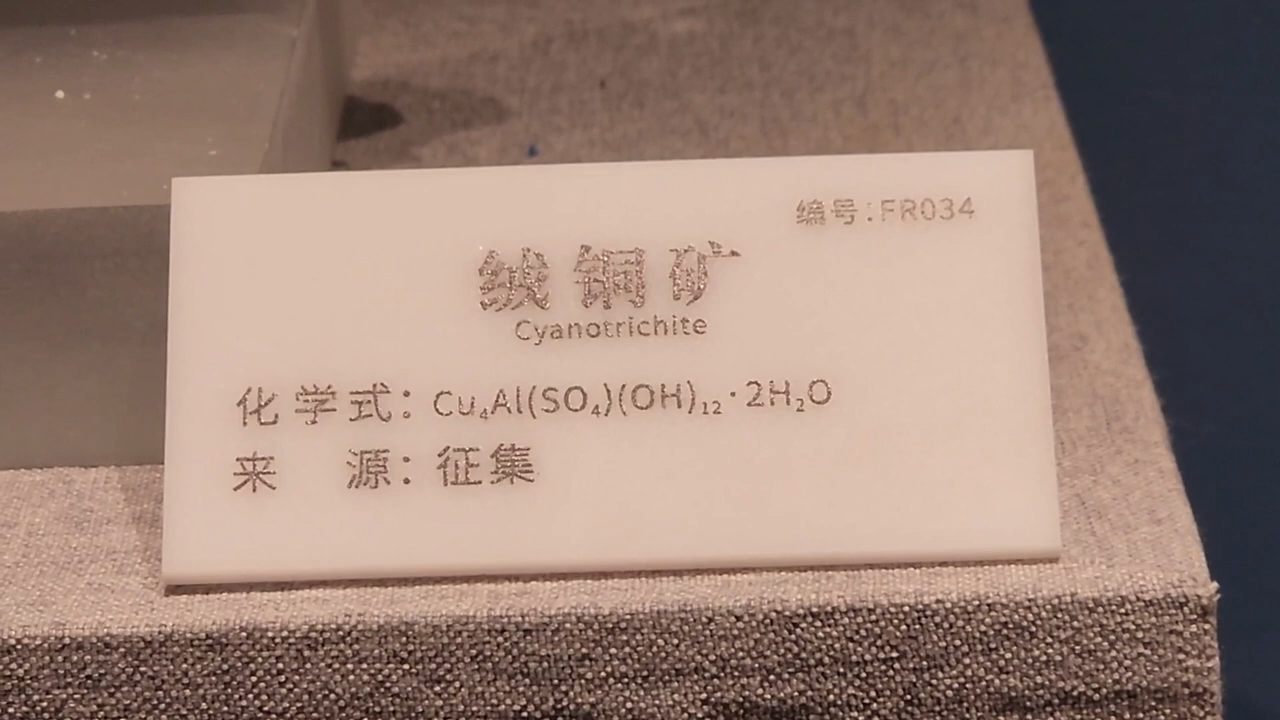 编号:FR034
绒铜矿
Cyanotrichite
化学式：Cu₄Al(SO₄)(OH)₁₂·2H₂O
来　源：征集